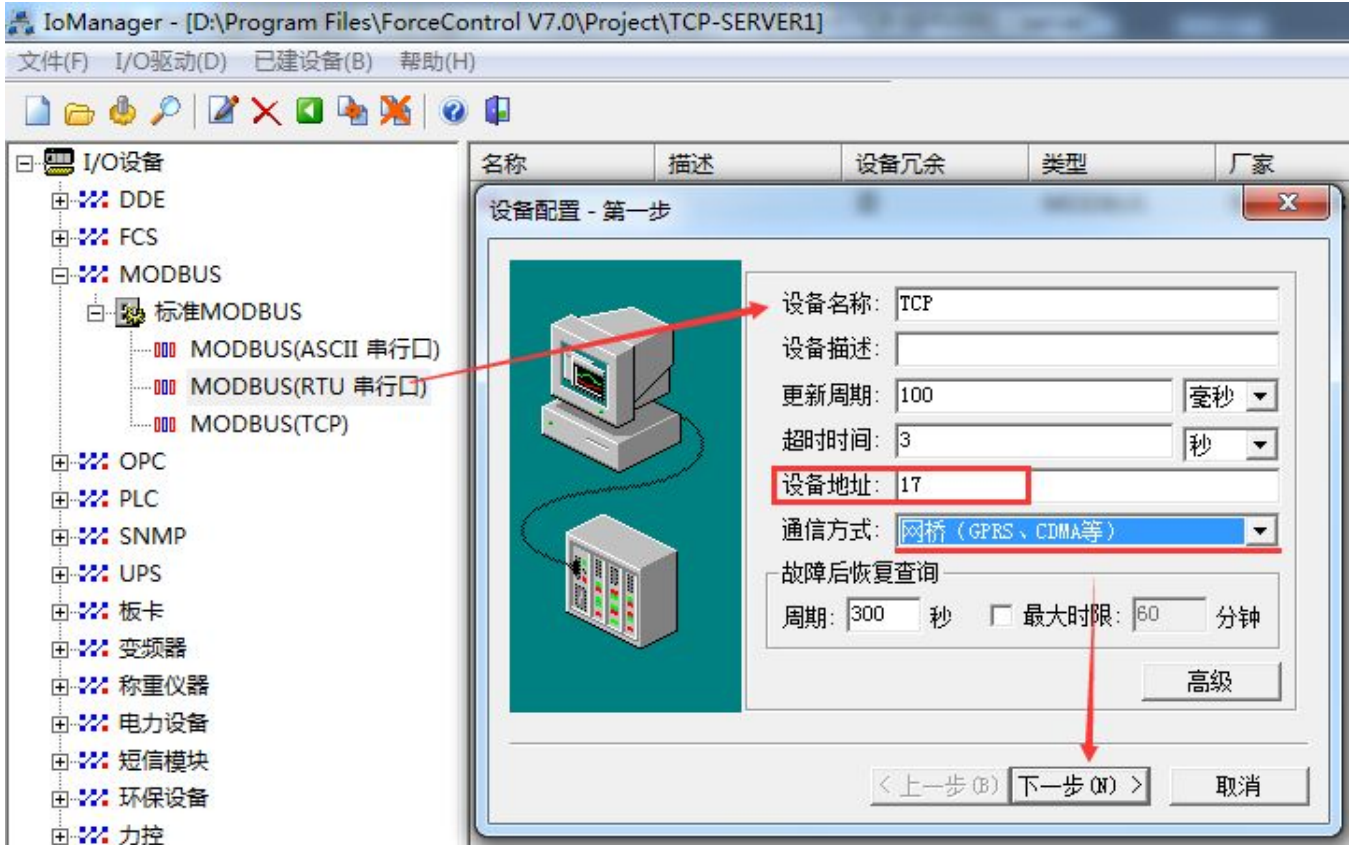 IoManager - [D:\Program Files\ForceControl V7.0\Project\TCP-SERVER1]
文件(F) I/O驱动(D) 已建设备(B) 帮助(H)
I/O设备
DDE
FCS
MODBUS
标准MODBUS
MODBUS(ASCII 串行口)
MODBUS(RTU 串行口)
MODBUS(TCP)
OPC
PLC
SNMP
UPS
板卡
变频器
称重仪器
电力设备
短信模块
环保设备
力控
名称 描述 设备冗余 类型 厂家
设备配置 - 第一步
设备名称: TCP
设备描述:
更新周期: 100 毫秒
超时时间: 3 秒
设备地址: 17
通信方式: 网桥（GPRS、CDMA等）
故障后恢复查询
周期: 300 秒 最大时限: 60 分钟
高级
< 上一步(B) 下一步(N) > 取消